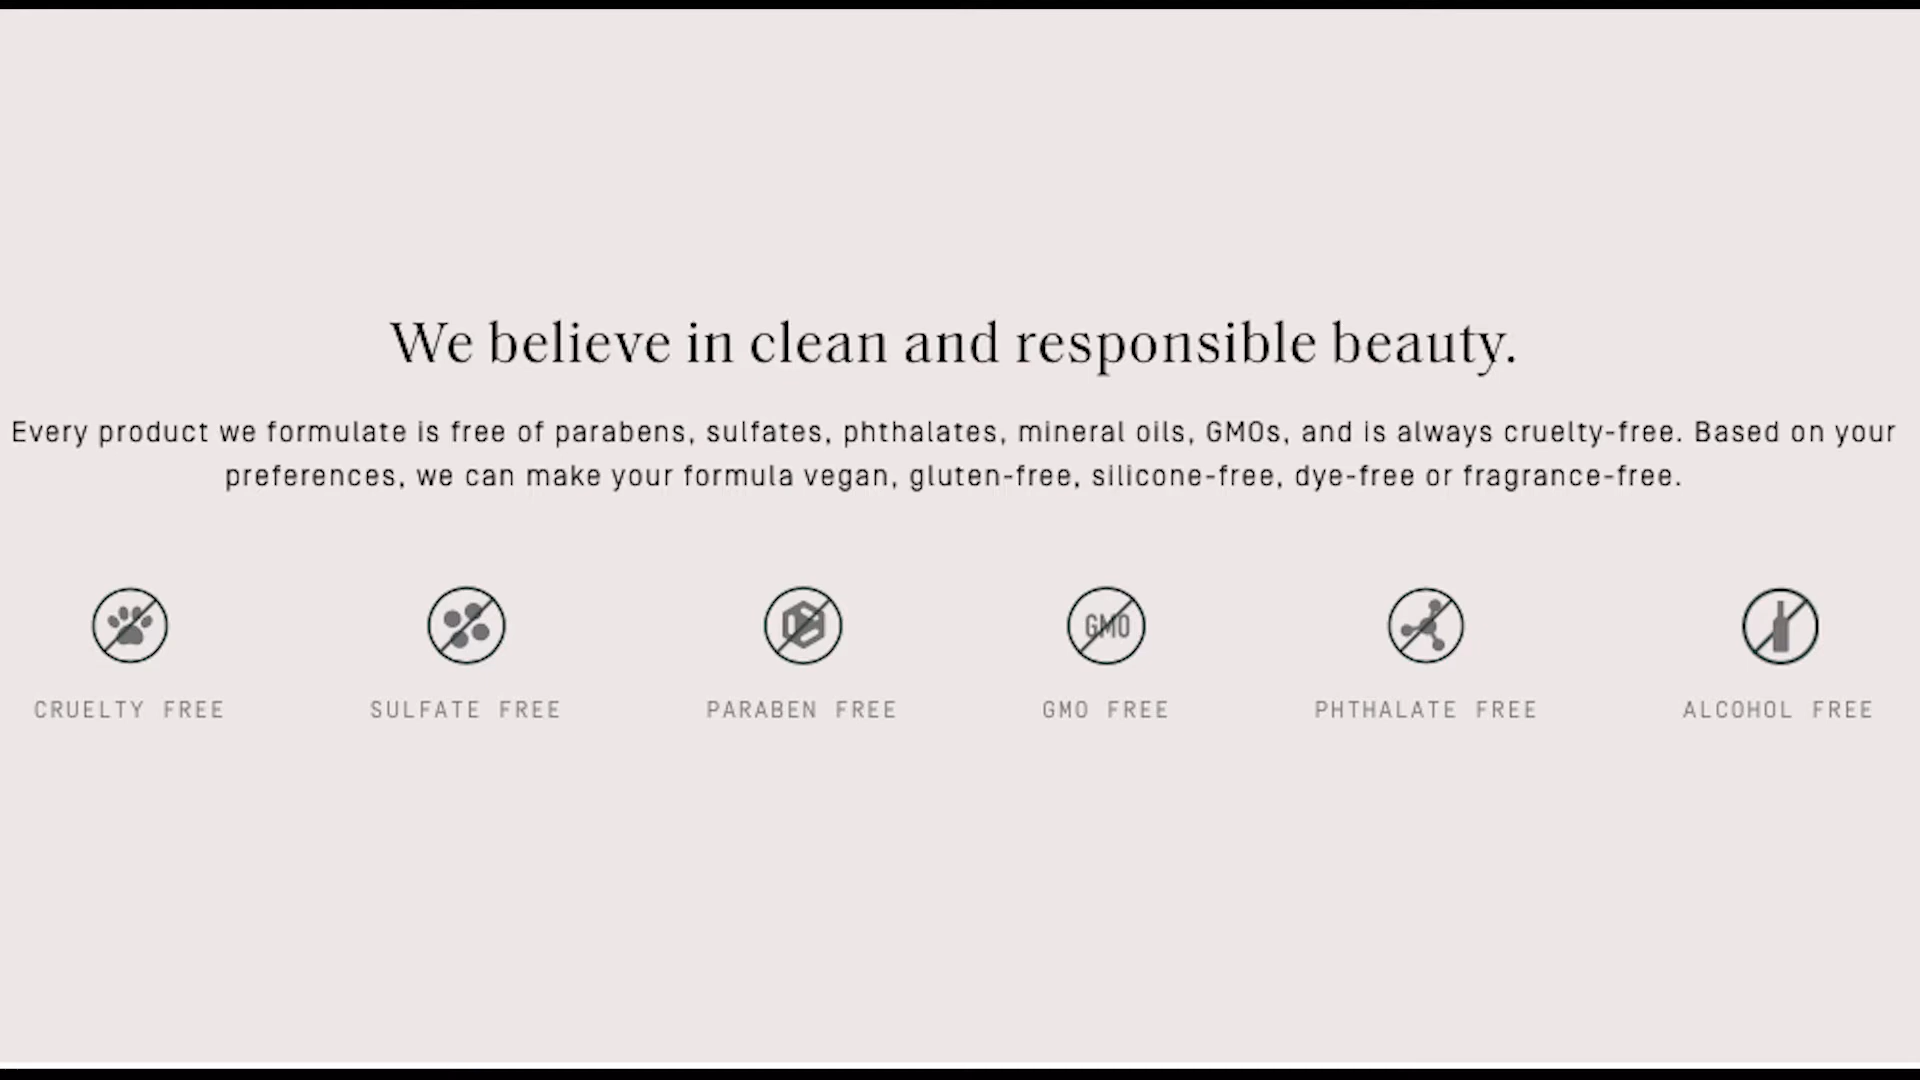 We believe in clean and responsible beauty.
Every product we formulate is free of parabens, sulfates, phthalates, mineral oils, GMOs, and is always cruelty-free. Based on your
preferences, we can make your formula vegan, gluten-free, silicone-free, dye-free or fragrance-free.
GMO
CRUELTY FREE
SULFATE FREE
PARABEN FREE
GMO FREE
PHTHALATE FREE
ALCOHOL FREE